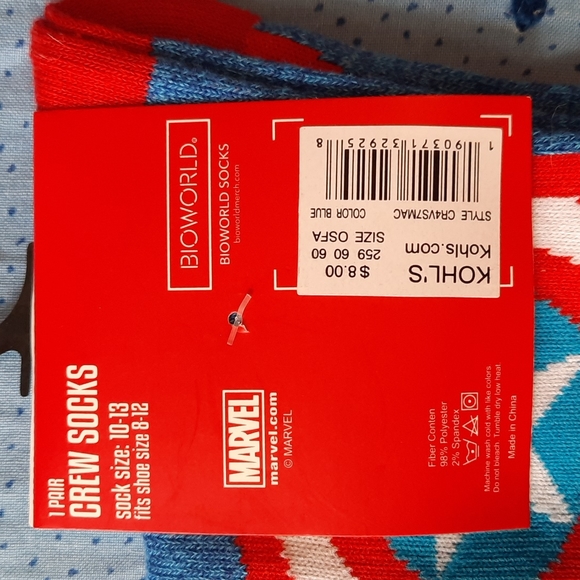 1 PAIR
CREW SOCKS
sock size: 10-13
fits shoe size 8-12
MARVEL
marvel.com
© MARVEL
Fiber Conten
98% Polyester
2% Spandex
Machine wash cold with like colors
Do not bleach. Tumble dry low heat.
Made in China
BIOWORLD®
BIOWORLD SOCKS
bioworldmerch.com
KOHL'S
Kohls.com
$8.00
259 60 60
SIZE OSFA
STYLE CR4VS7MAC
COLOR BLUE
1 90371 32925 8